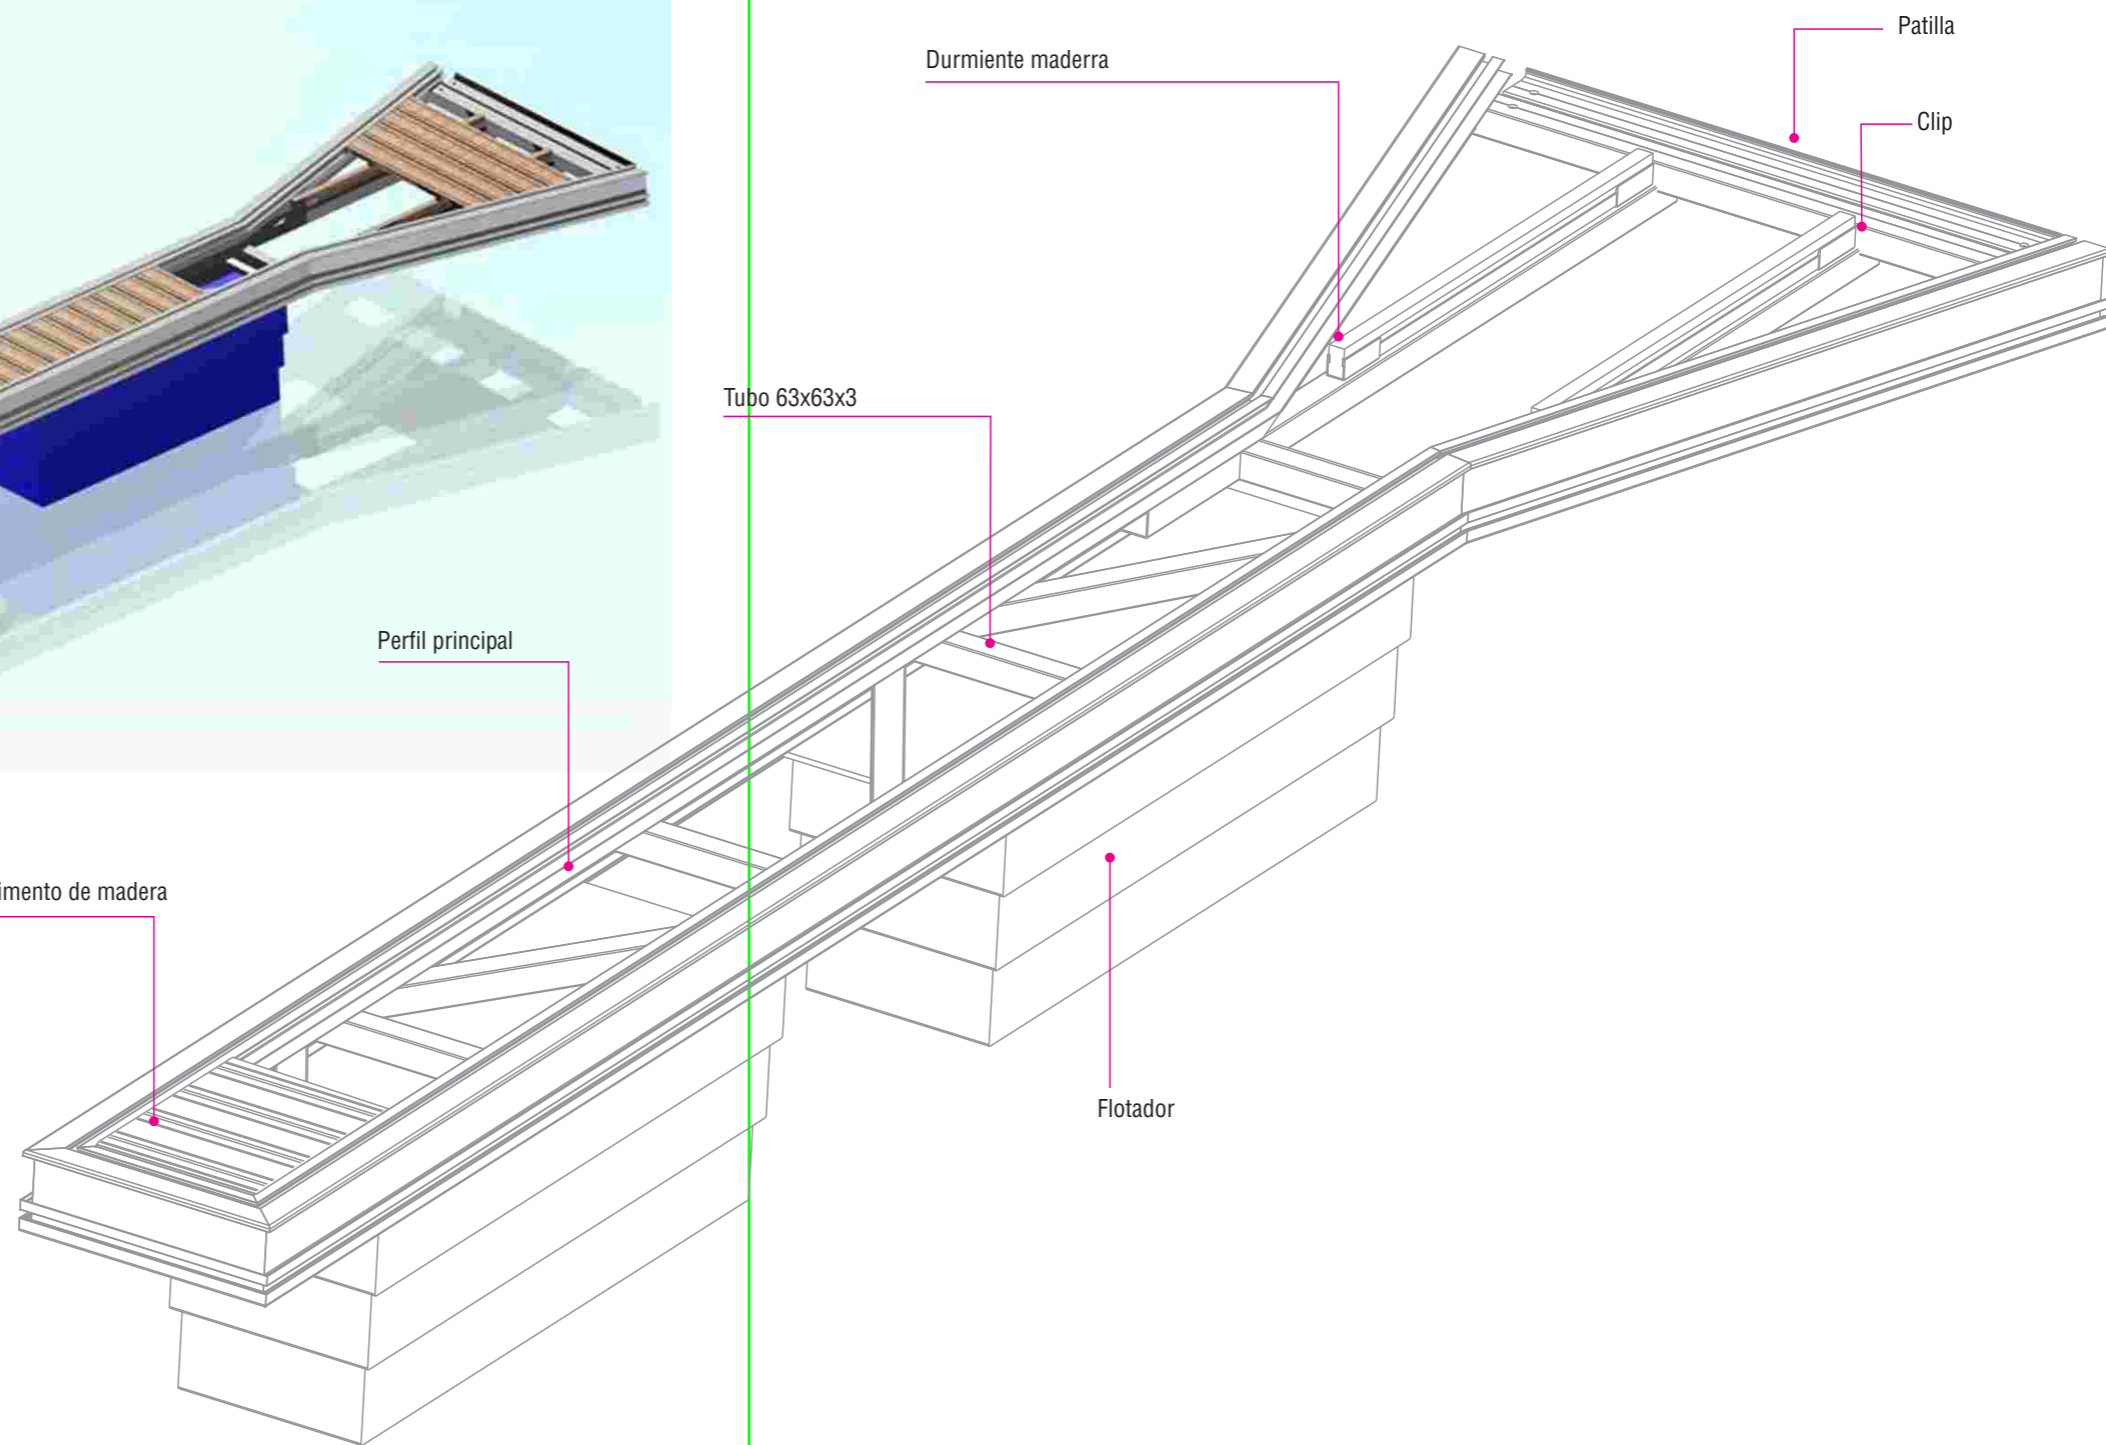 Patilla
Durmiente maderra
Clip
Tubo 63x63x3
Perfil principal
imento de madera
Flotador